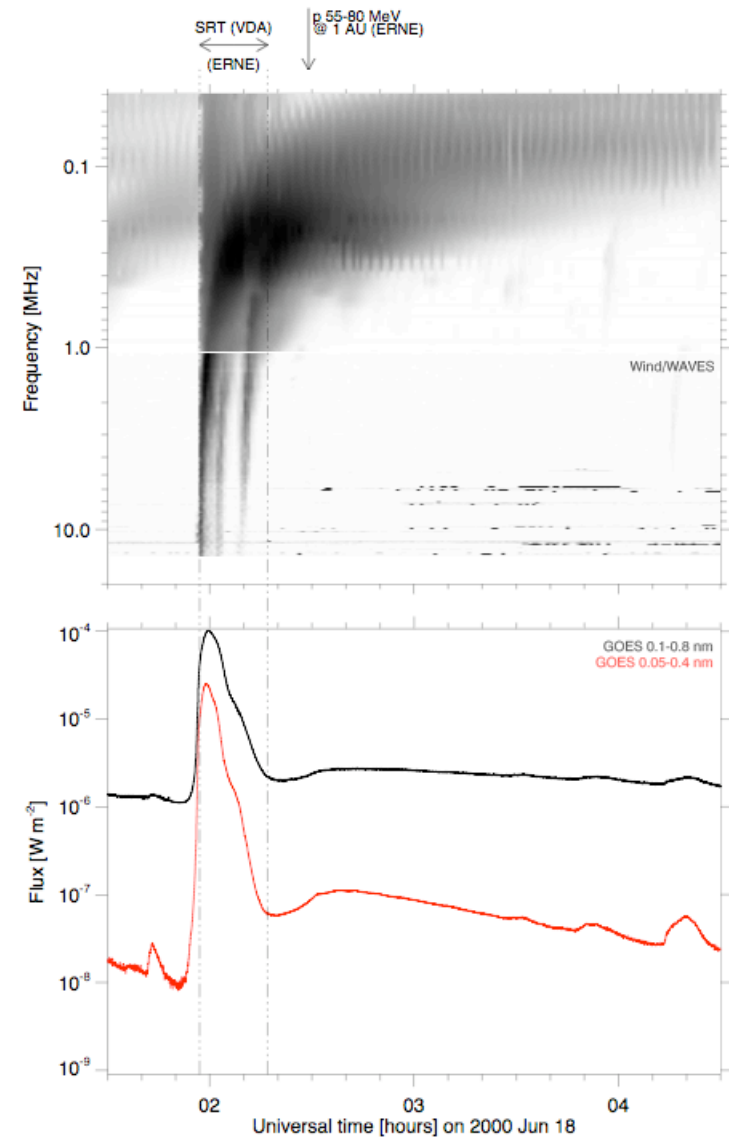 p 55-80 MeV
SRT (VDA) @ 1 AU (ERNE)
(ERNE)
0.1
1.0
10.0
Frequency [MHz]
Wind/WAVES
10⁻⁴
10⁻⁵
10⁻⁶
10⁻⁷
10⁻⁸
10⁻⁹
Flux [W m⁻²]
GOES 0.1-0.8 nm
GOES 0.05-0.4 nm
02 03 04
Universal time [hours] on 2000 Jun 18